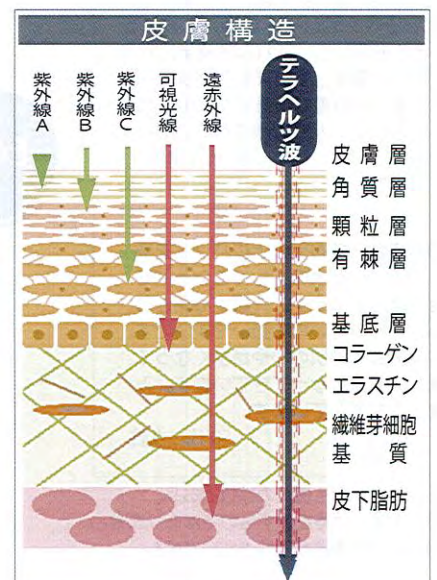 皮膚構造
紫外線A
紫外線B
紫外線C
可視光線
遠赤外線
テラヘルツ波
皮膚層
角質層
顆粒層
有棘層
基底層
コラーゲン
エラスチン
繊維芽細胞
基質
皮下脂肪